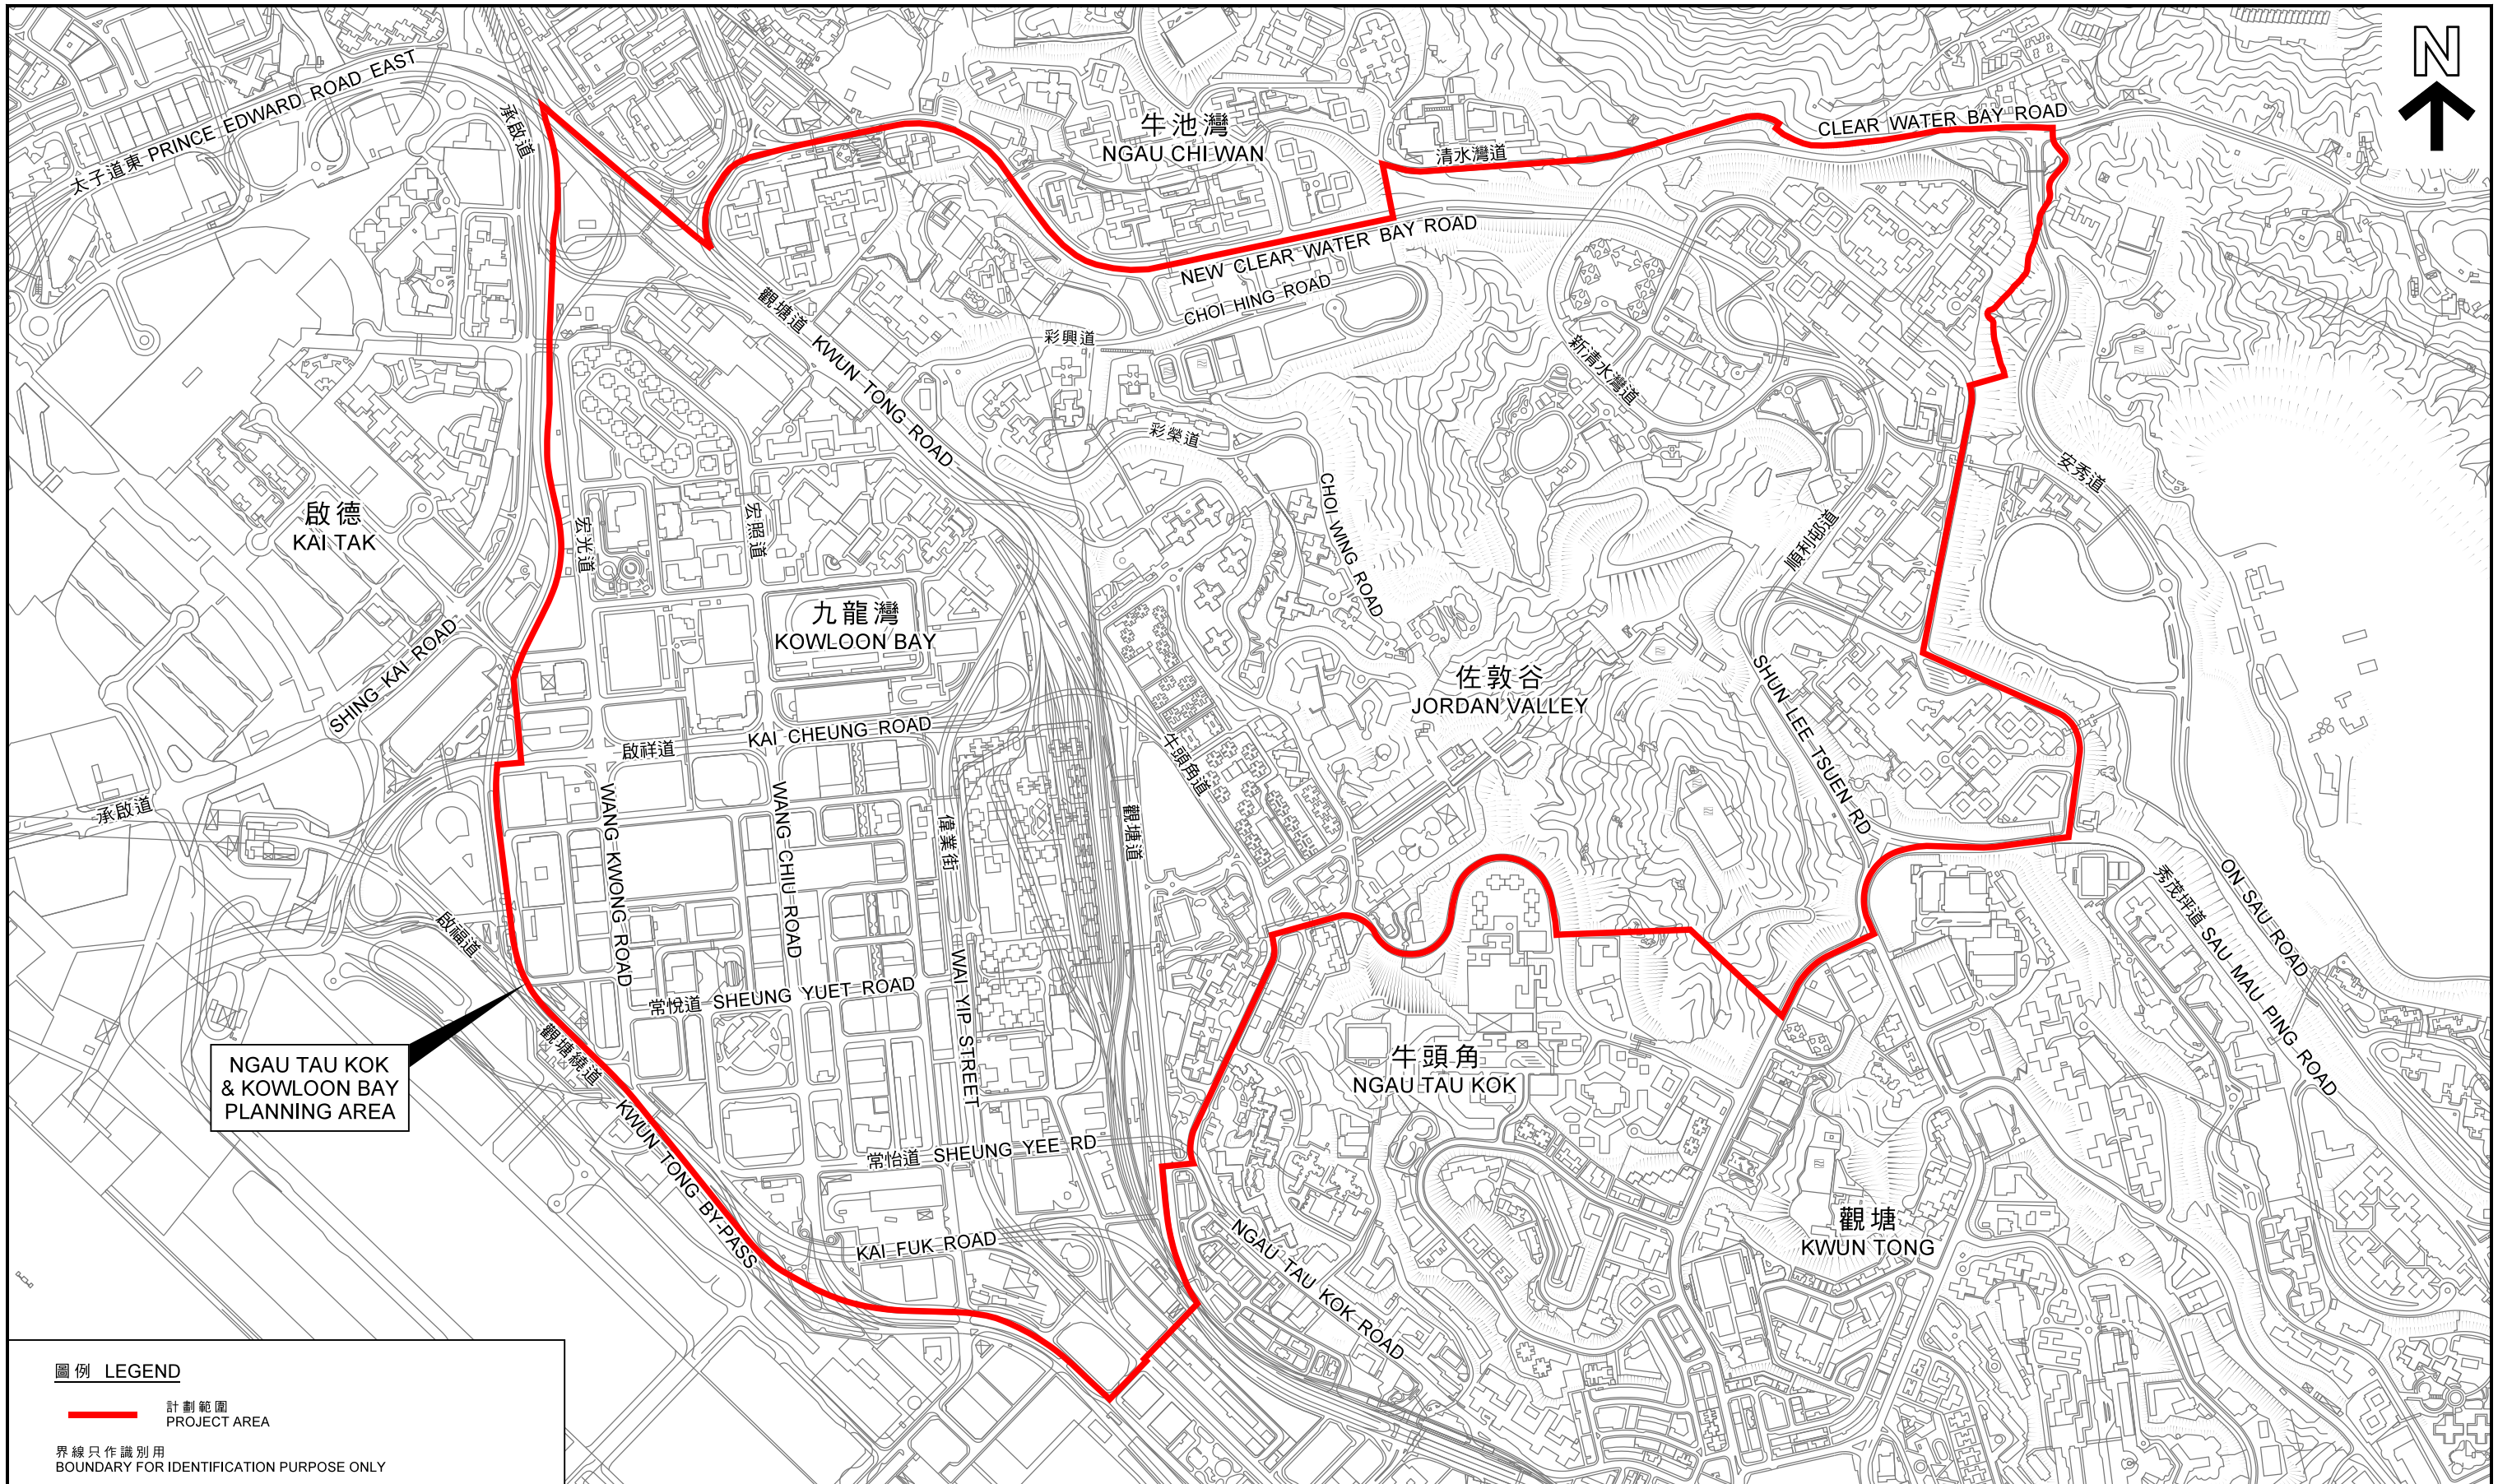 N
太子道東 PRINCE EDWARD ROAD EAST
承啟道
牛池灣
NGAU CHI WAN
清水灣道
CLEAR WATER BAY ROAD
NEW CLEAR WATER BAY ROAD
CHOI HING ROAD
彩興道
觀塘道 KWUN TONG ROAD
新清水灣道
彩榮道
CHOI WING ROAD
安秀道
順利邨道
啟德
KAI TAK
宏光道
宏照道
九龍灣
KOWLOON BAY
SHING KAI ROAD
佐敦谷
JORDAN VALLEY
SHUN LEE TSUEN RD
啟祥道 KAI CHEUNG ROAD
牛頭角道
承啟道
WANG KWONG ROAD
WANG CHIU ROAD
偉業街
觀塘道
WAI YIP STREET
啟福道
常悅道 SHEUNG YUET ROAD
觀塘繞道
KWUN TONG BY-PASS
NGAU TAU KOK
& KOWLOON BAY
PLANNING AREA
牛頭角
NGAU TAU KOK
秀茂坪道 SAU MAU PING ROAD
ON SAU ROAD
常怡道 SHEUNG YEE RD
KAI FUK ROAD
NGAU TAU KOK ROAD
觀塘
KWUN TONG
圖例 LEGEND
計劃範圍
PROJECT AREA
界線只作識別用
BOUNDARY FOR IDENTIFICATION PURPOSE ONLY